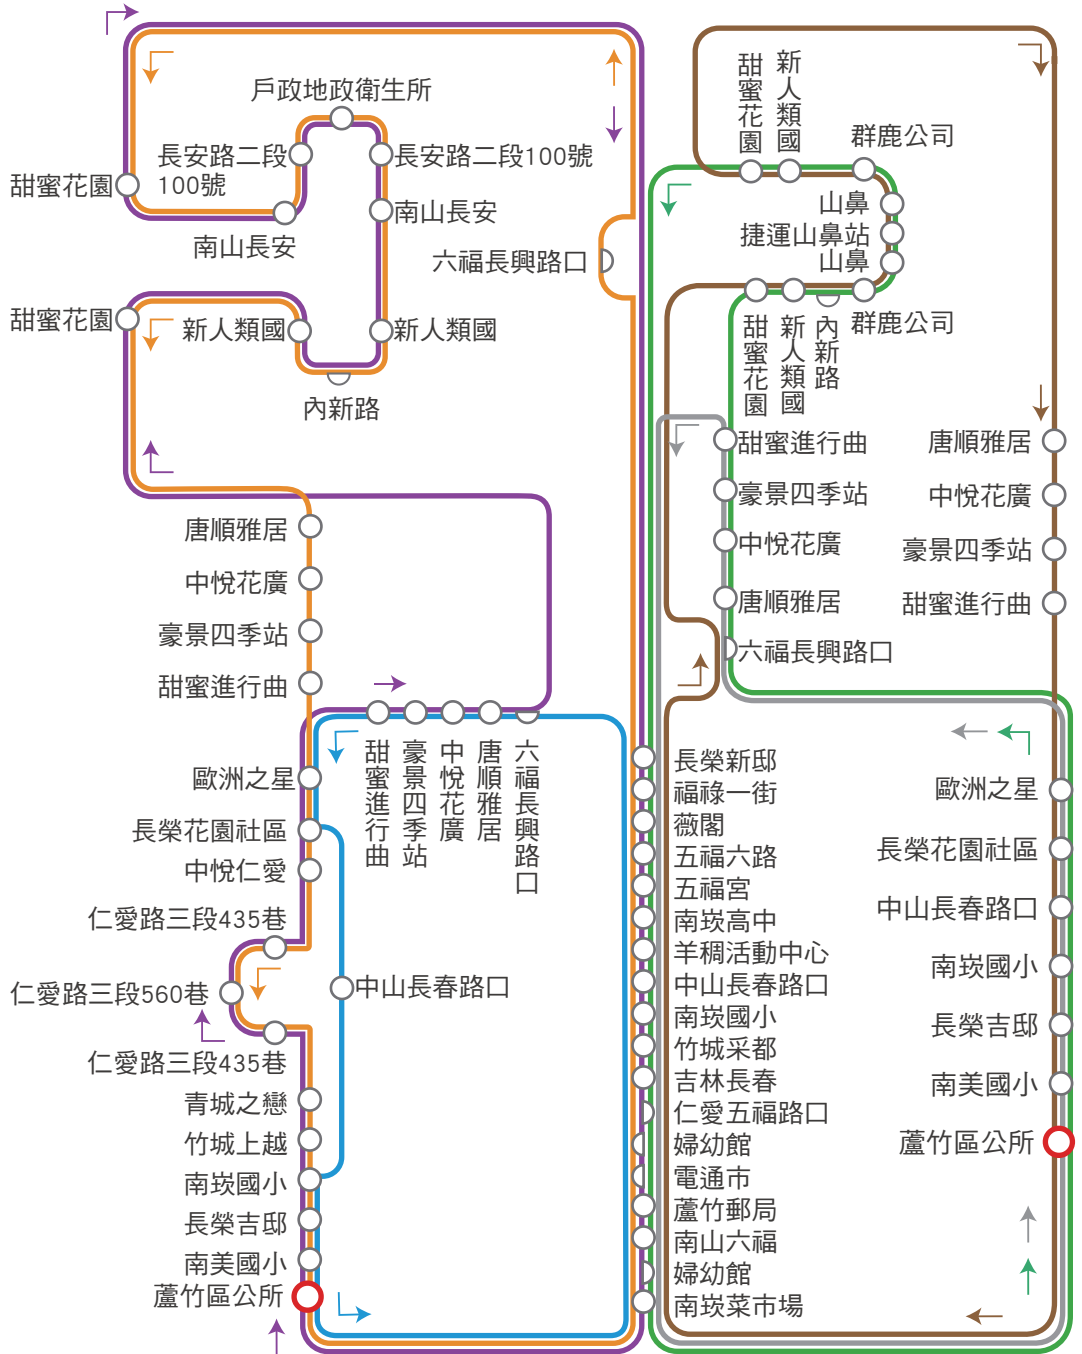 戶政地政衛生所
長安路二段
100號
長安路二段100號
甜蜜花園
南山長安
南山長安
六福長興路口
甜蜜花園
新人類國
新人類國
內新路
唐順雅居
中悅花廣
豪景四季站
甜蜜進行曲
甜蜜進行曲
豪景四季站
中悅花廣
唐順雅居
六福長興路口
歐洲之星
長榮花園社區
中悅仁愛
仁愛路三段435巷
仁愛路三段560巷
中山長春路口
仁愛路三段435巷
青城之戀
竹城上越
南崁國小
長榮吉邸
南美國小
蘆竹區公所
長榮新邸
福祿一街
薇閣
五福六路
五福宮
南崁高中
羊稠活動中心
中山長春路口
南崁國小
竹城采都
吉林長春
仁愛五福路口
婦幼館
電通市
蘆竹郵局
南山六福
婦幼館
南崁菜市場
甜蜜花園
新人類國
群鹿公司
山鼻
捷運山鼻站
山鼻
群鹿公司
甜蜜花園
新人類國
內新路
甜蜜進行曲
豪景四季站
中悅花廣
唐順雅居
六福長興路口
唐順雅居
中悅花廣
豪景四季站
甜蜜進行曲
歐洲之星
長榮花園社區
中山長春路口
南崁國小
長榮吉邸
南美國小
蘆竹區公所